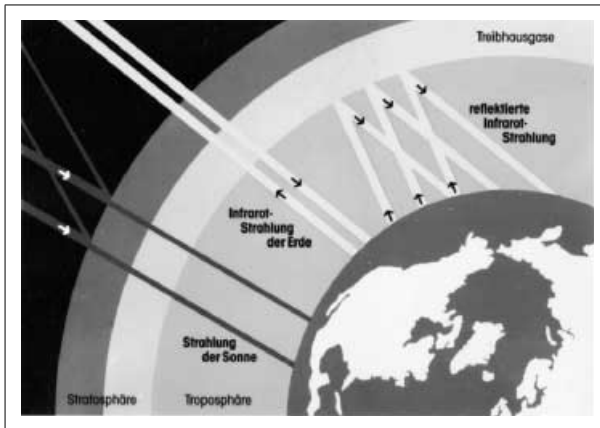 Treibhausgase
reflektierte
Infrarot-
Strahlung
Infrarot-
Strahlung
der Erde
Strahlung
der Sonne
Stratosphäre
Troposphäre